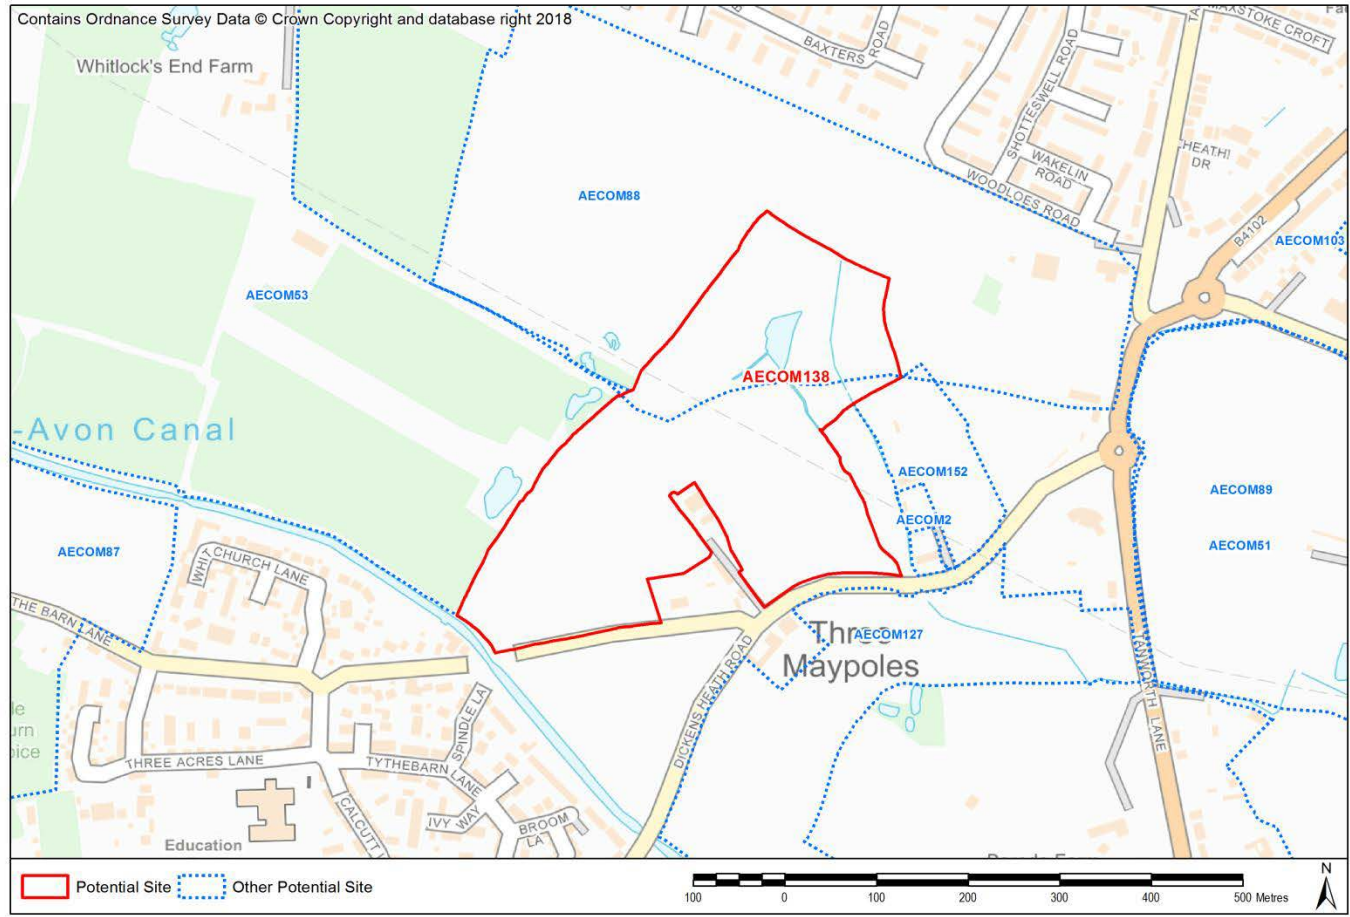 Contains Ordnance Survey Data © Crown Copyright and database right 2018
Whitlock's End Farm
BAXTERS ROAD
MAXSTOKE CROFT
SHOTTESWELL ROAD
WAKELIN
ROAD
HEATH
DR
WOODLOES ROAD
B4102
AECOM88
AECOM103
AECOM53
AECOM138
-Avon Canal
AECOM152
AECOM89
AECOM2
AECOM51
AECOM87
WHITCHURCH LANE
THE BARN LANE
AECOM127
Three
Maypoles
DICKENS HEATH ROAD
TANWORTH LANE
SPINDLE LA
THREE ACRES LANE
TYTHEBARN LANE
CALCUTT
IVY WAY
BROOM
LA
Education
Potential Site
Other Potential Site
N
100 0 100 200 300 400 500 Metres